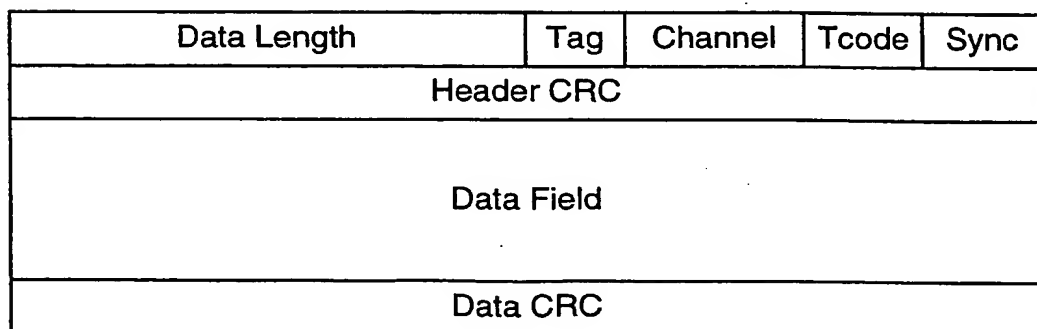 Data Length Tag Channel Tcode Sync
Header CRC
Data Field
Data CRC